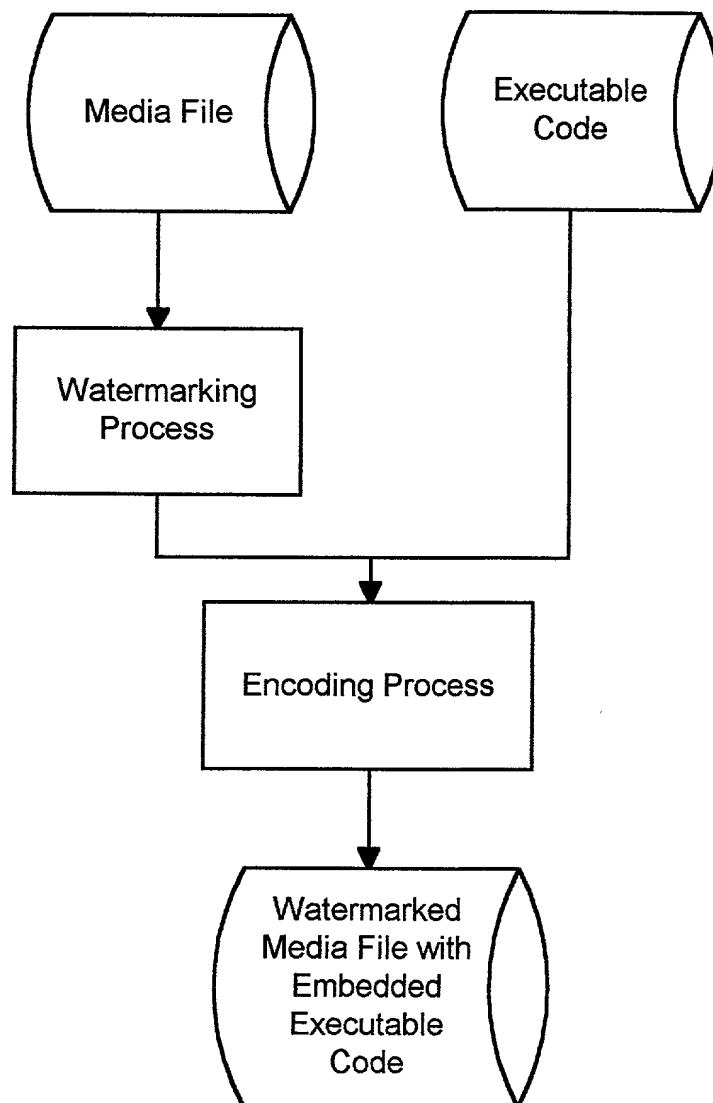 Media File
Executable
Code
Watermarking
Process
Encoding Process
Watermarked
Media File with
Embedded
Executable
Code